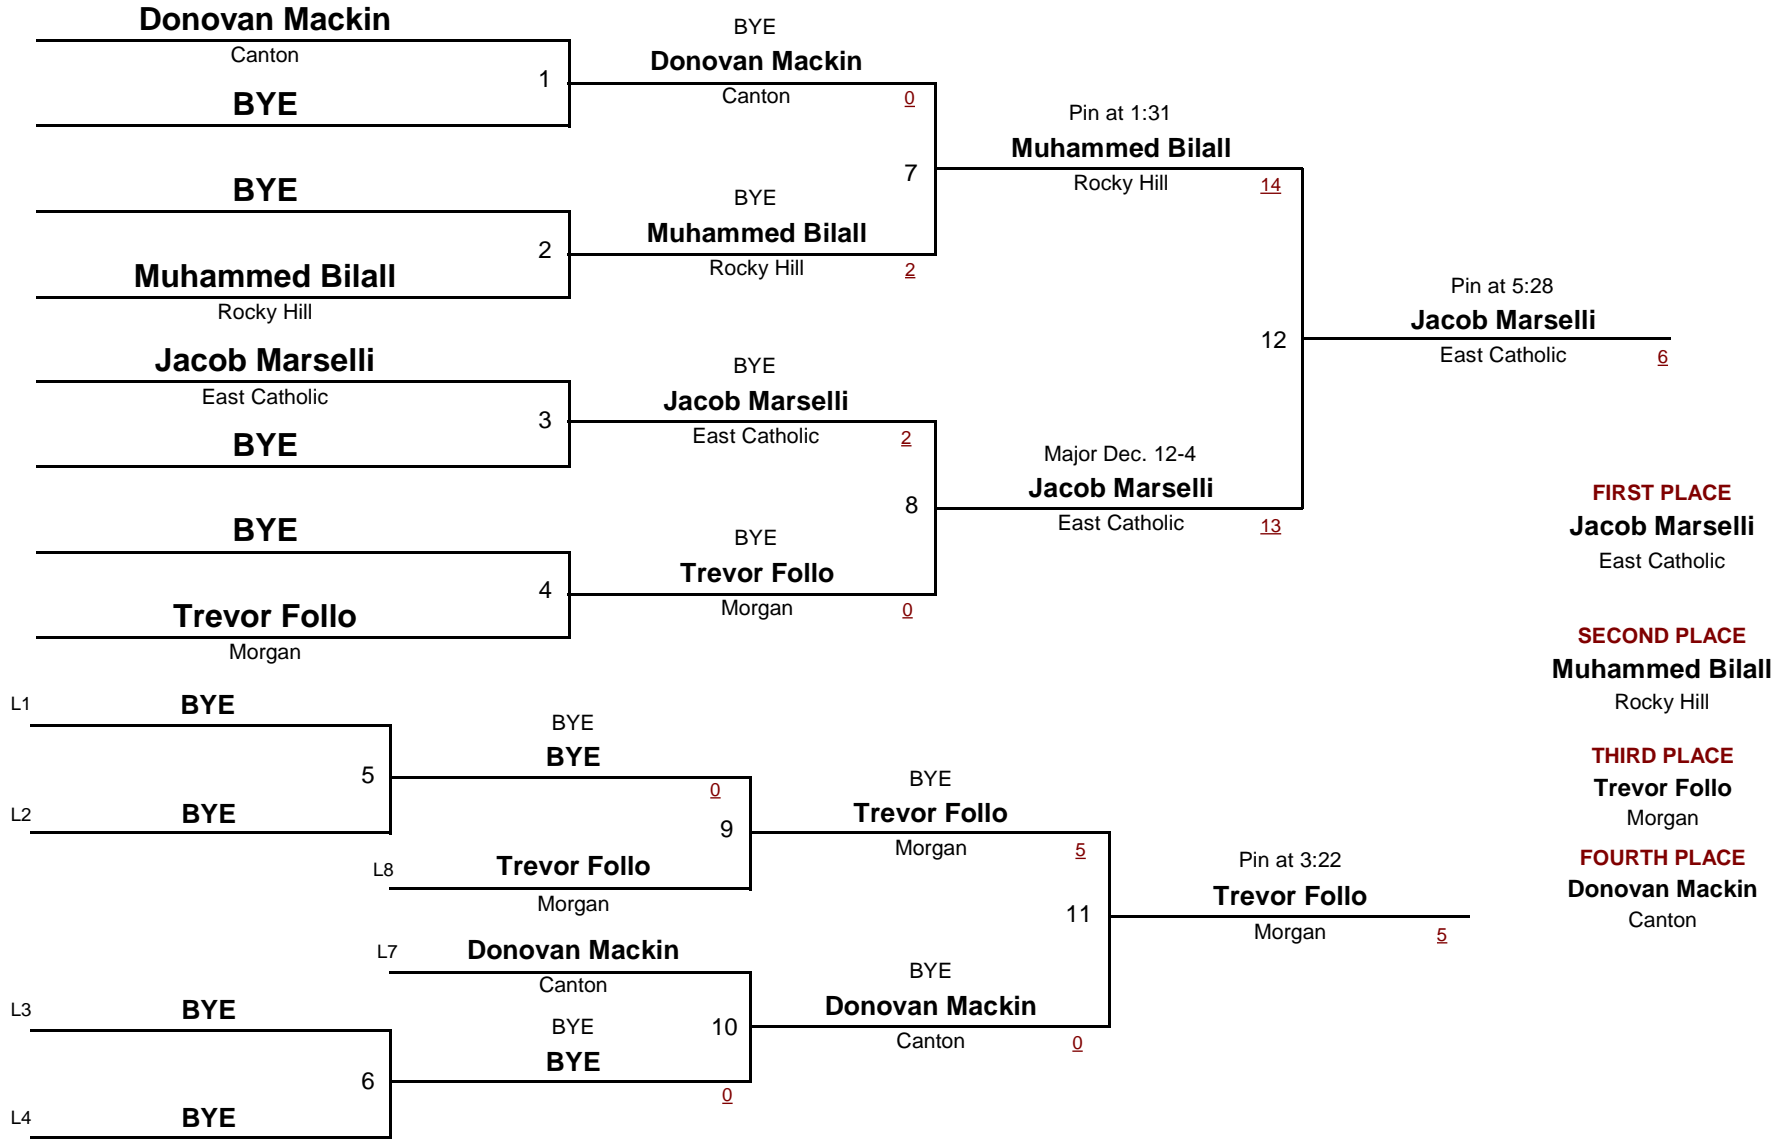 Donovan Mackin
Canton
1
BYE
BYE
2
Muhammed Bilall
Rocky Hill
Jacob Marselli
East Catholic
3
BYE
BYE
4
Trevor Follo
Morgan
BYE
Donovan Mackin
Canton
0
7
BYE
Muhammed Bilall
Rocky Hill
2
BYE
Jacob Marselli
East Catholic
2
8
BYE
Trevor Follo
Morgan
0
Pin at 1:31
Muhammed Bilall
Rocky Hill
14
12
Major Dec. 12-4
Jacob Marselli
East Catholic
13
Pin at 5:28
Jacob Marselli
East Catholic
6
FIRST PLACE
Jacob Marselli
East Catholic
SECOND PLACE
Muhammed Bilall
Rocky Hill
THIRD PLACE
Trevor Follo
Morgan
FOURTH PLACE
Donovan Mackin
Canton
L1
BYE
5
L2
BYE
BYE
BYE
0
9
L8
Trevor Follo
Morgan
L7
Donovan Mackin
Canton
10
BYE
BYE
0
L3
BYE
6
L4
BYE
BYE
Trevor Follo
Morgan
5
11
BYE
Donovan Mackin
Canton
0
Pin at 3:22
Trevor Follo
Morgan
5